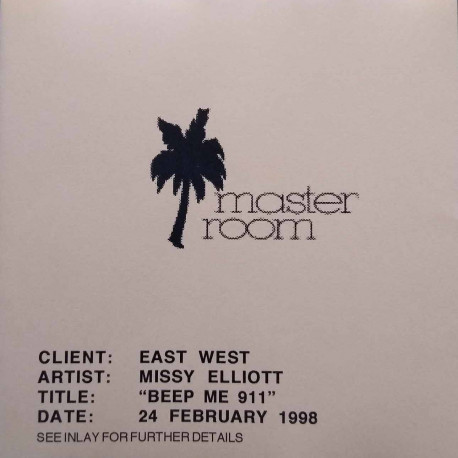 master
room
CLIENT: EAST WEST
ARTIST: MISSY ELLIOTT
TITLE: “BEEP ME 911”
DATE: 24 FEBRUARY 1998
SEE INLAY FOR FURTHER DETAILS